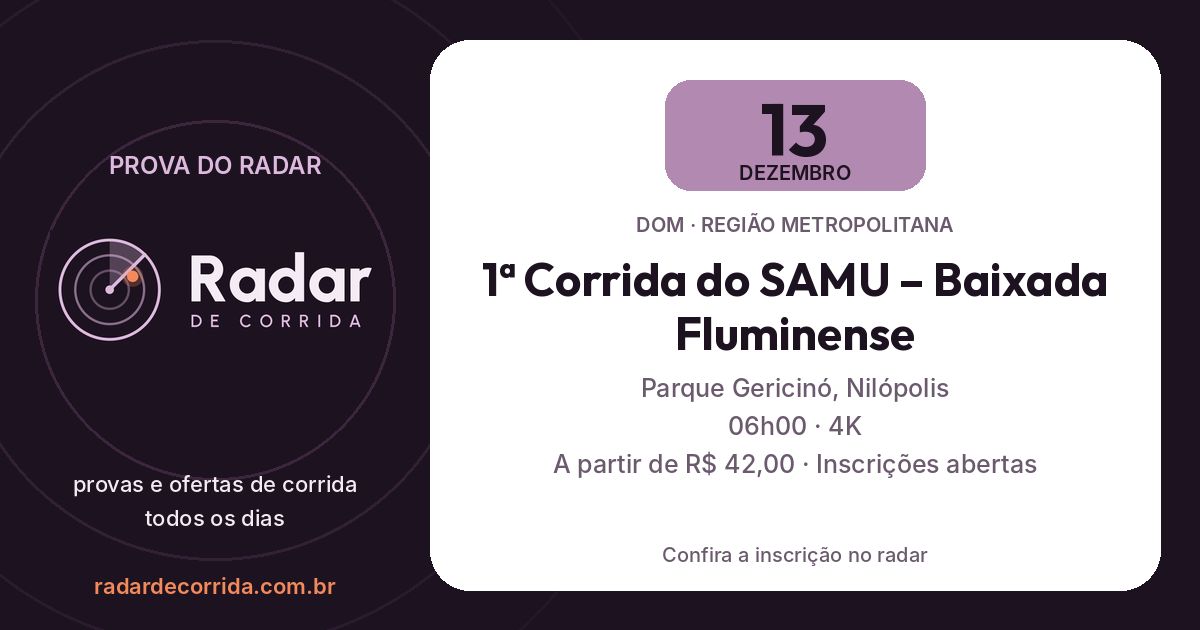 PROVA DO RADAR
Radar
DE CORRIDA
provas e ofertas de corrida
todos os dias
radardecorrida.com.br
13
DEZEMBRO
DOM · REGIÃO METROPOLITANA
1ª Corrida do SAMU – Baixada
Fluminense
Parque Gericinó, Nilópolis
06h00 · 4K
A partir de R$ 42,00 · Inscrições abertas
Confira a inscrição no radar